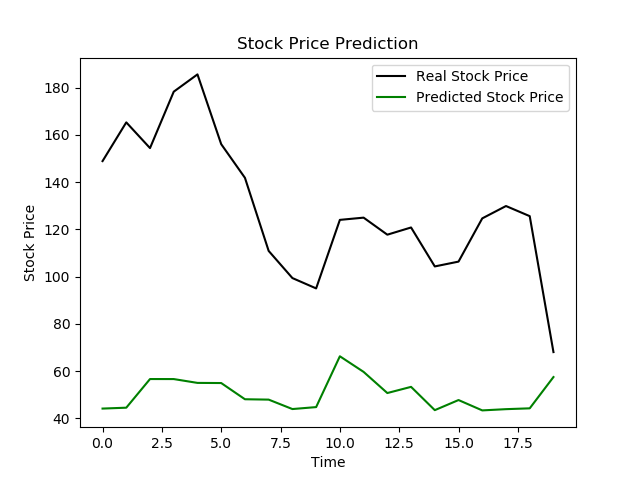 Stock Price Prediction
Real Stock Price
Predicted Stock Price
Stock Price
180
160
140
120
100
80
60
40
0.0 2.5 5.0 7.5 10.0 12.5 15.0 17.5
Time